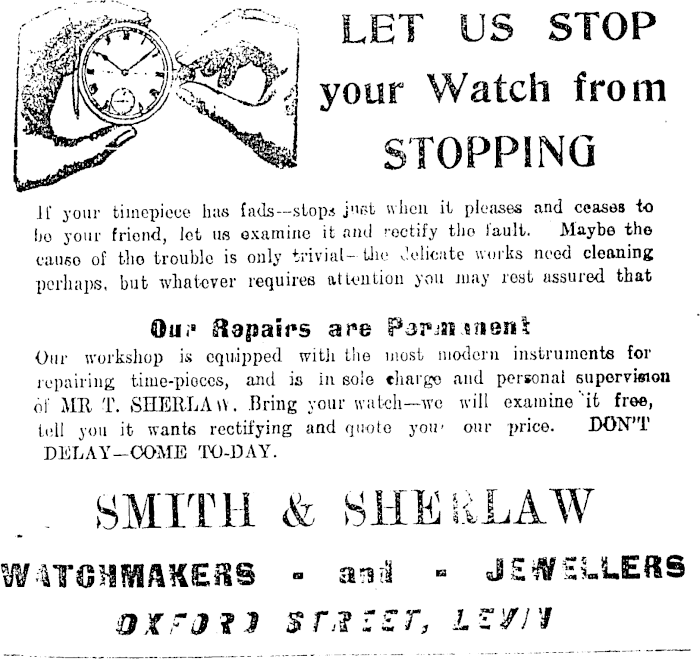 LET US STOP
your Watch from
STOPPING
If your timepiece has fads—stops just when it pleases and ceases to
be your friend, let us examine it and rectify the fault. Maybe the
cause of the trouble is only trivial—the delicate works need cleaning
perhaps, but whatever requires attention you may rest assured that
Our Repairs are Permanent
Our workshop is equipped with the most modern instruments for
repairing time-pieces, and is in sole charge and personal supervision
of MR T. SHERLAW. Bring your watch—we will examine it free,
tell you it wants rectifying and quote you our price. DON'T
DELAY—COME TO-DAY.
SMITH & SHERLAW
WATCHMAKERS - and - JEWELLERS
OXFORD STREET, LEVIN